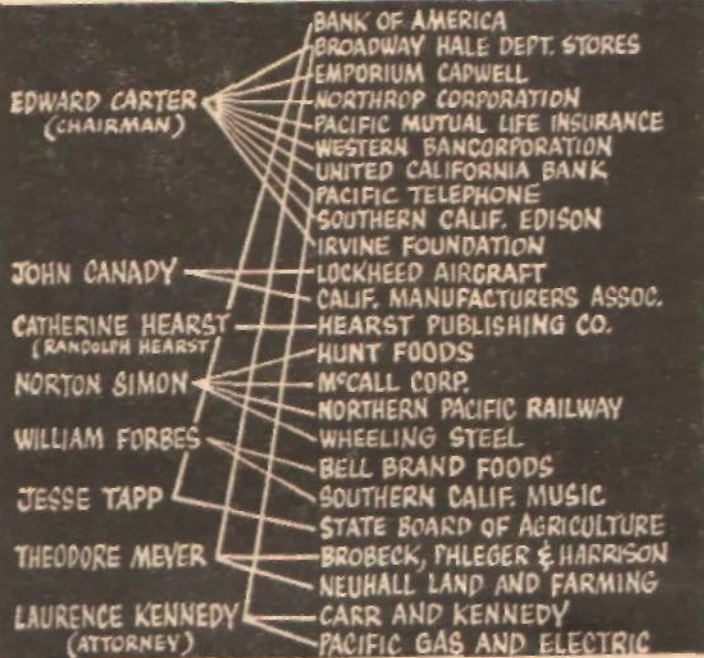 EDWARD CARTER
(CHAIRMAN)
JOHN CANADY
CATHERINE HEARST
(RANDOLPH HEARST
NORTON SIMON
WILLIAM FORBES
JESSE TAPP
THEODORE MEYER
LAURENCE KENNEDY
(ATTORNEY)
BANK OF AMERICA
BROADWAY HALE DEPT. STORES
EMPORIUM CAPWELL
NORTHROP CORPORATION
PACIFIC MUTUAL LIFE INSURANCE
WESTERN BANCORPORATION
UNITED CALIFORNIA BANK
PACIFIC TELEPHONE
SOUTHERN CALIF. EDISON
IRVINE FOUNDATION
LOCKHEED AIRCRAFT
CALIF. MANUFACTURERS ASSOC.
HEARST PUBLISHING CO.
HUNT FOODS
McCALL CORP.
NORTHERN PACIFIC RAILWAY
WHEELING STEEL
BELL BRAND FOODS
SOUTHERN CALIF. MUSIC
STATE BOARD OF AGRICULTURE
BROBECK, PHLEGER & HARRISON
NEUHALL LAND AND FARMING
CARR AND KENNEDY
PACIFIC GAS AND ELECTRIC